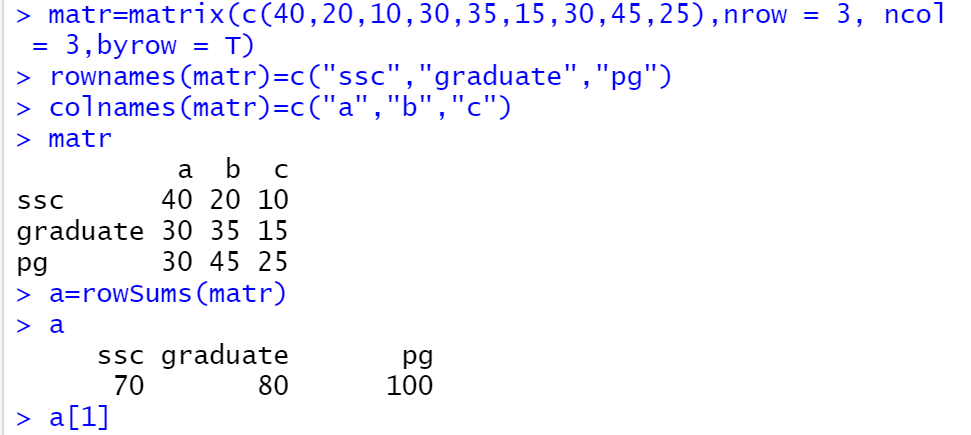 > matr=matrix(c(40,20,10,30,35,15,30,45,25),nrow = 3, ncol
 = 3,byrow = T)
> rownames(matr)=c("ssc","graduate","pg")
> colnames(matr)=c("a","b","c")
> matr
          a  b  c
ssc      40 20 10
graduate 30 35 15
pg       30 45 25
> a=rowSums(matr)
> a
     ssc graduate       pg
      70       80      100
> a[1]